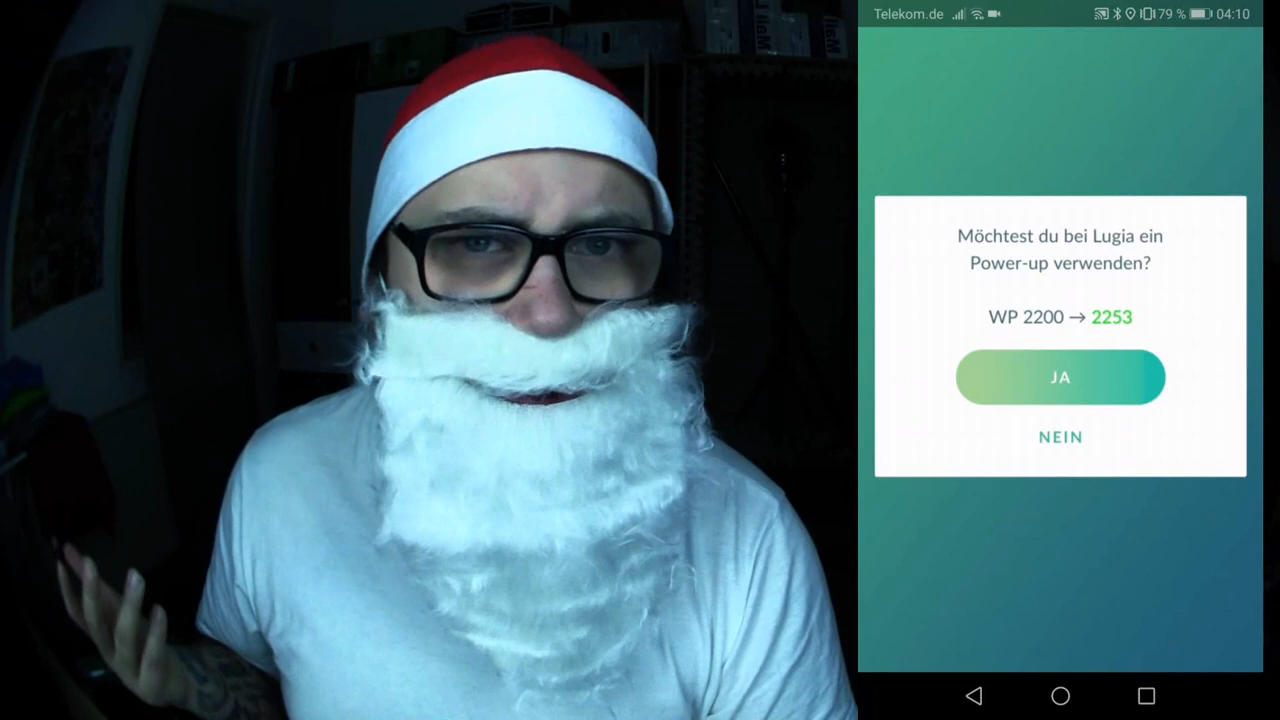 Telekom.de
79 %
04:10
Möchtest du bei Lugia ein
Power-up verwenden?
WP 2200 → 2253
JA
NEIN